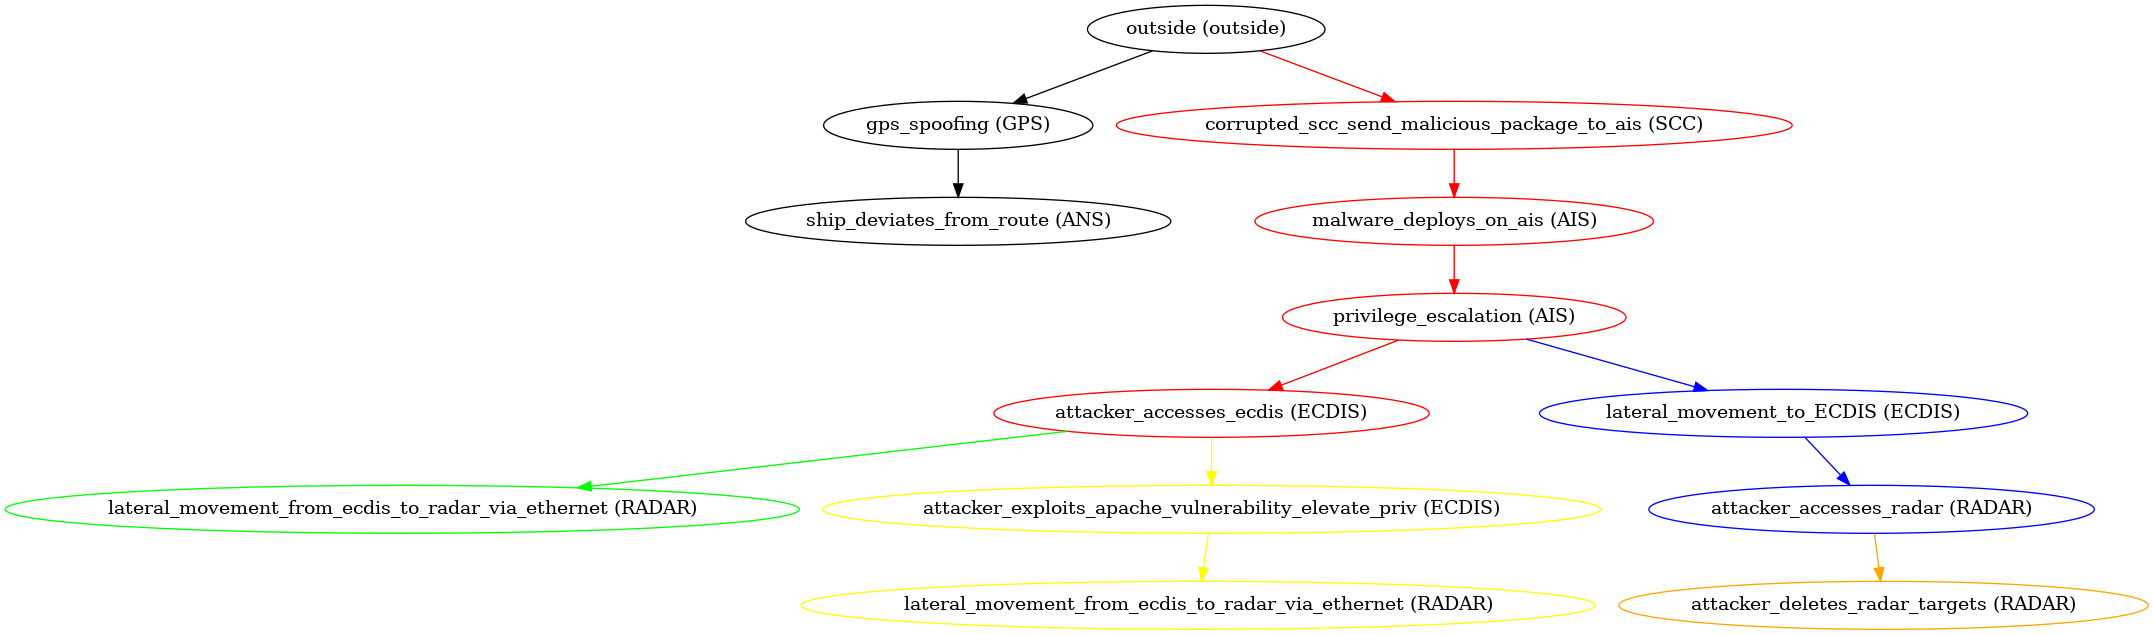 outside (outside)
gps_spoofing (GPS)
corrupted_scc_send_malicious_package_to_ais (SCC)
ship_deviates_from_route (ANS)
malware_deploys_on_ais (AIS)
privilege_escalation (AIS)
attacker_accesses_ecdis (ECDIS)
lateral_movement_to_ECDIS (ECDIS)
lateral_movement_from_ecdis_to_radar_via_ethernet (RADAR)
attacker_exploits_apache_vulnerability_elevate_priv (ECDIS)
attacker_accesses_radar (RADAR)
lateral_movement_from_ecdis_to_radar_via_ethernet (RADAR)
attacker_deletes_radar_targets (RADAR)